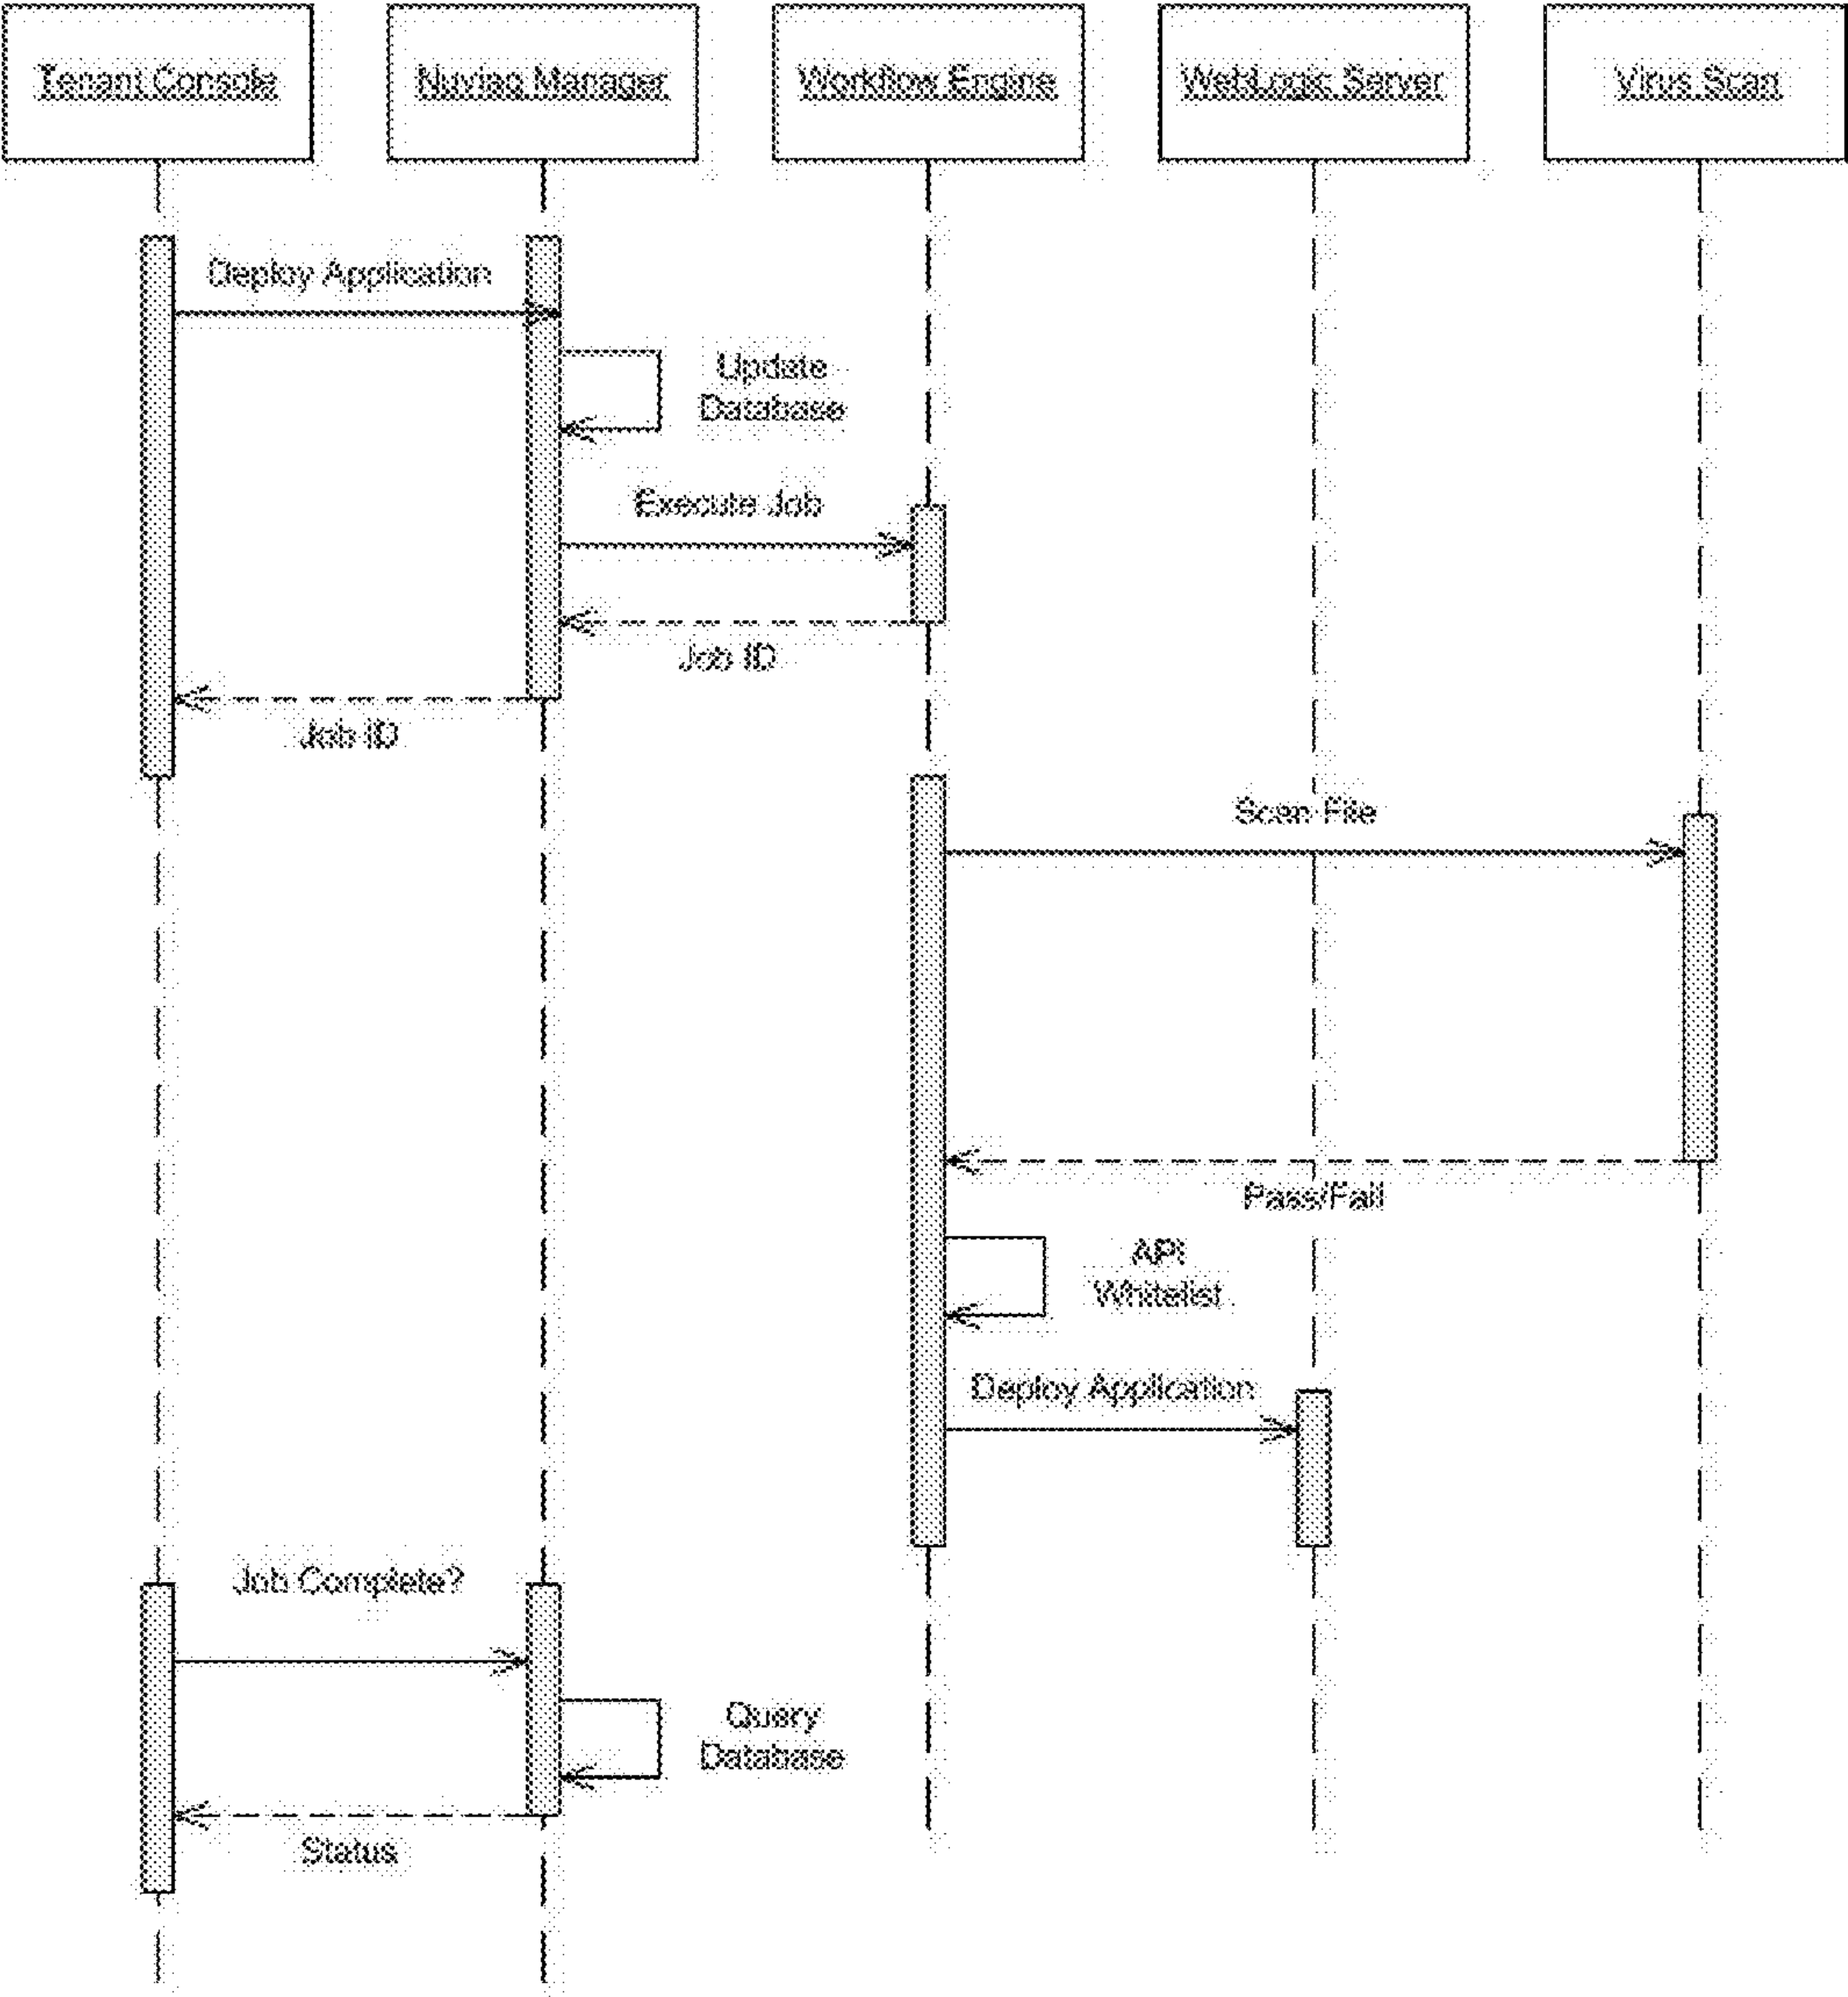 Tenant Console
Nuviaq Manager
Workflow Engine
WebLogic Server
Virus Scan
Deploy Application
Update
Database
Execute Job
Job ID
Job ID
Scan File
Pass/Fail
API
Whitelist
Deploy Application
Job Complete?
Query
Database
Status